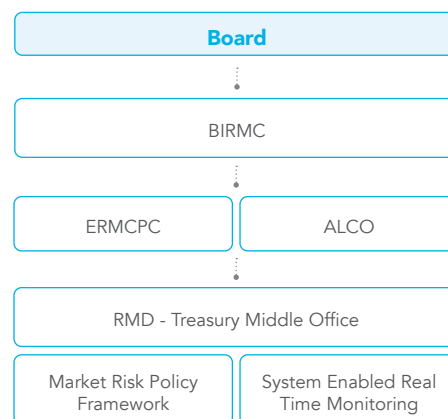 Board
BIRMC
ERMCPC
ALCO
RMD - Treasury Middle Office
Market Risk Policy
Framework
System Enabled Real
Time Monitoring